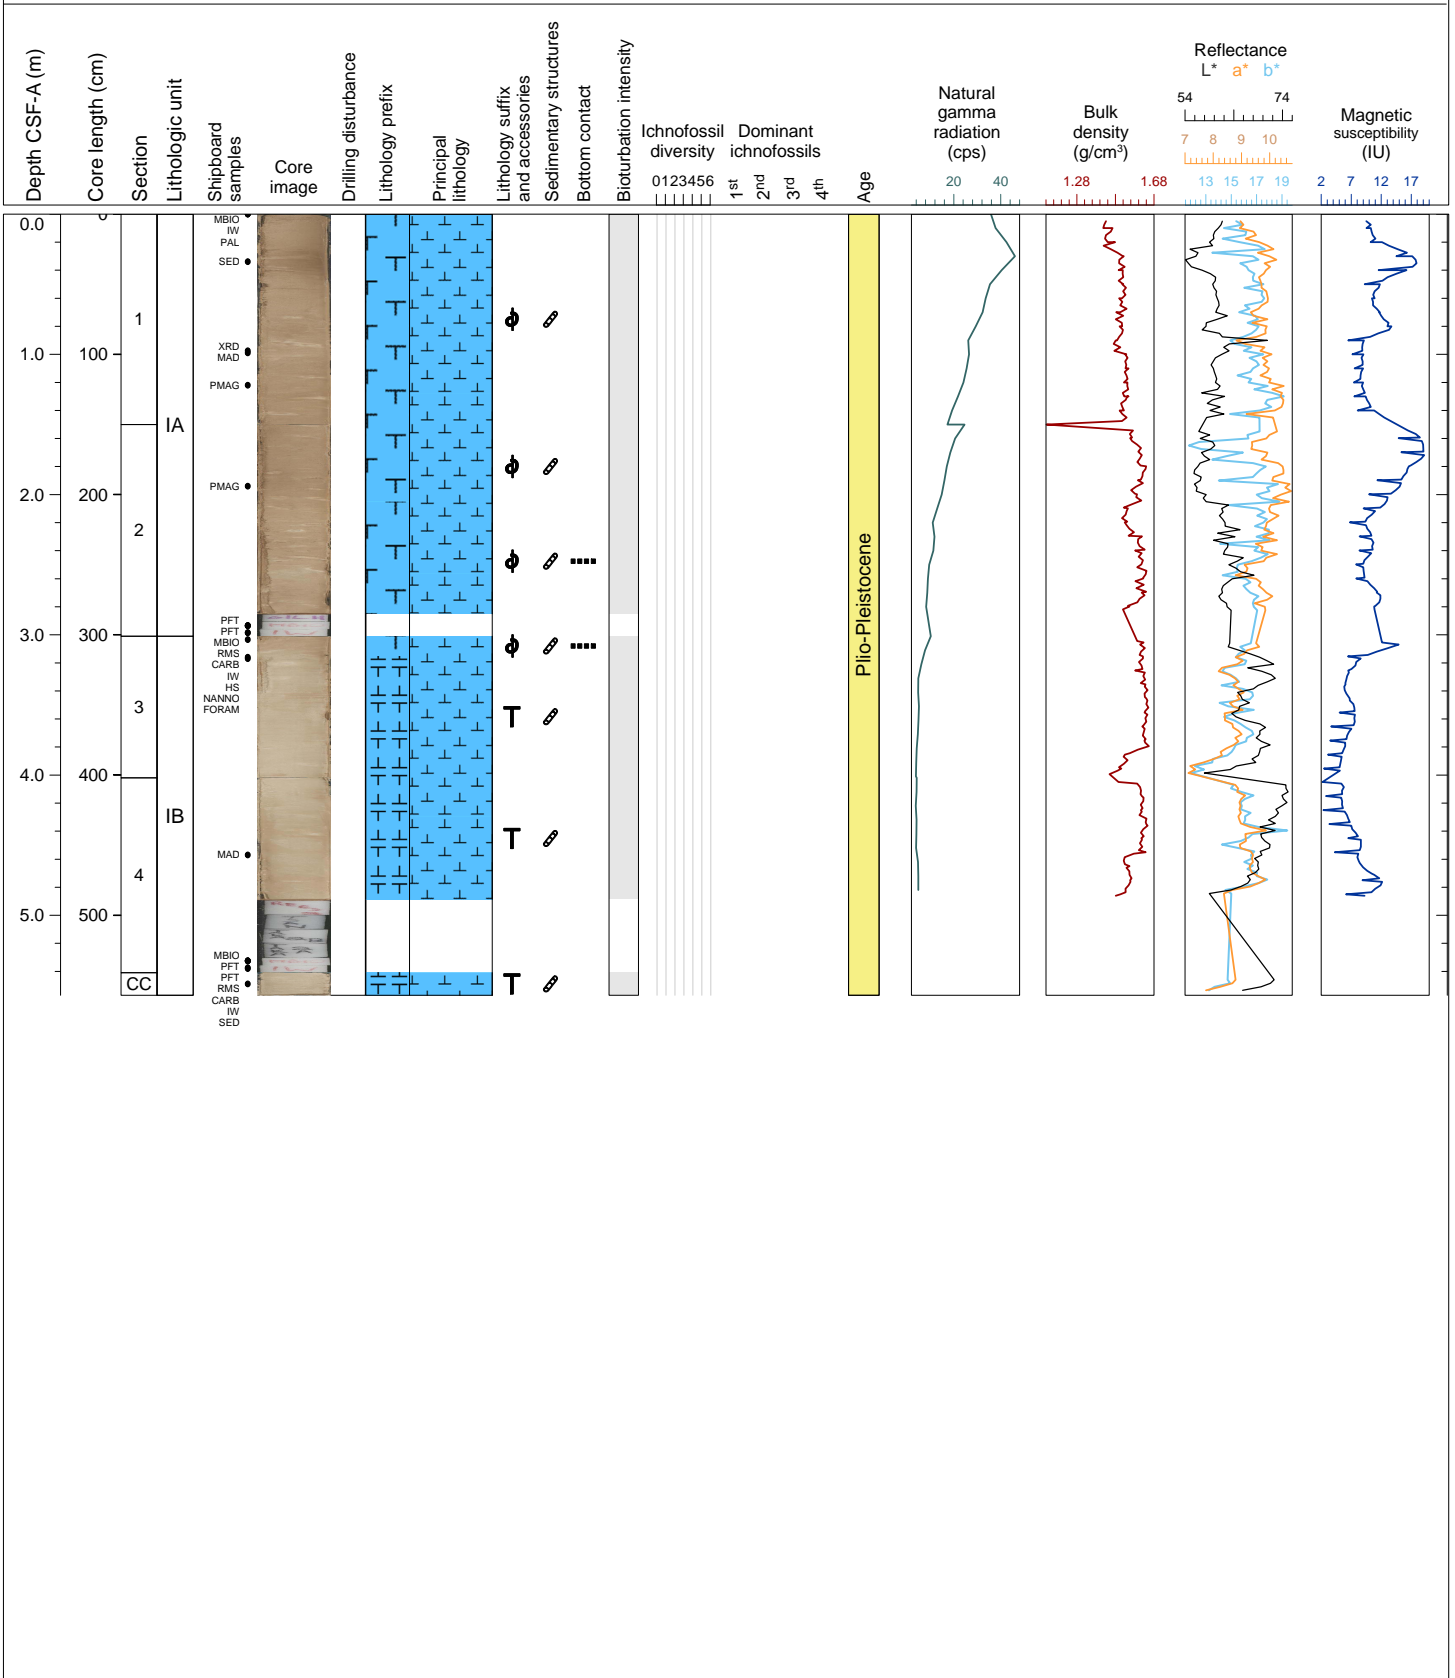 Depth CSF-A (m)
Core length (cm)
Section
Lithologic unit
Shipboard
samples
Core
image
Drilling disturbance
Lithology prefix
Principal
lithology
Lithology suffix
and accessories
Sedimentary structures
Bottom contact
Bioturbation intensity
Ichnofossil
diversity
0123456
Dominant
ichnofossils
1st
2nd
3rd
4th
Age
Natural
gamma
radiation
(cps)
20 40
Bulk
density
(g/cm³)
1.28 1.68
Reflectance
L* a* b*
54 74
7 8 9 10
13 15 17 19
Magnetic
susceptibility
(IU)
2 7 12 17
0.0
1.0
2.0
3.0
4.0
5.0
0
100
200
300
400
500
1
2
3
4
CC
IA
IB
MBIO
IW
PAL
SED
XRD
MAD
PMAG
PMAG
PFT
PFT
MBIO
RMS
CARB
IW
HS
NANNO
FORAM
MAD
MBIO
PFT
PFT
RMS
CARB
IW
SED
Plio-Pleistocene